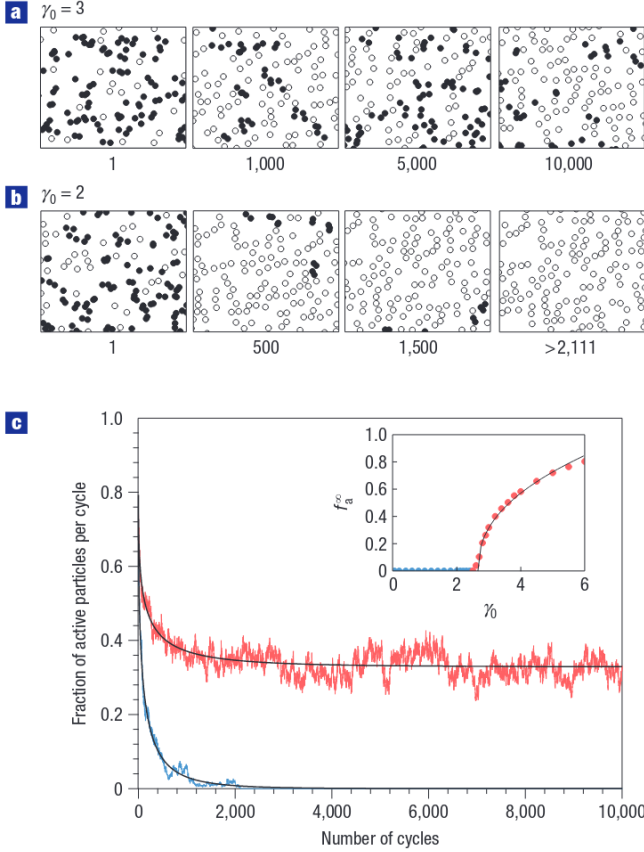 a γ₀ = 3
1 1,000 5,000 10,000
b γ₀ = 2
1 500 1,500 >2,111
c
1.0
0.8
0.6
0.4
0.2
0
Fraction of active particles per cycle
0 2,000 4,000 6,000 8,000 10,000
Number of cycles
1.0
0.8
0.6
0.4
0.2
0
fₐ^∞
0 2 4 6
γ₀